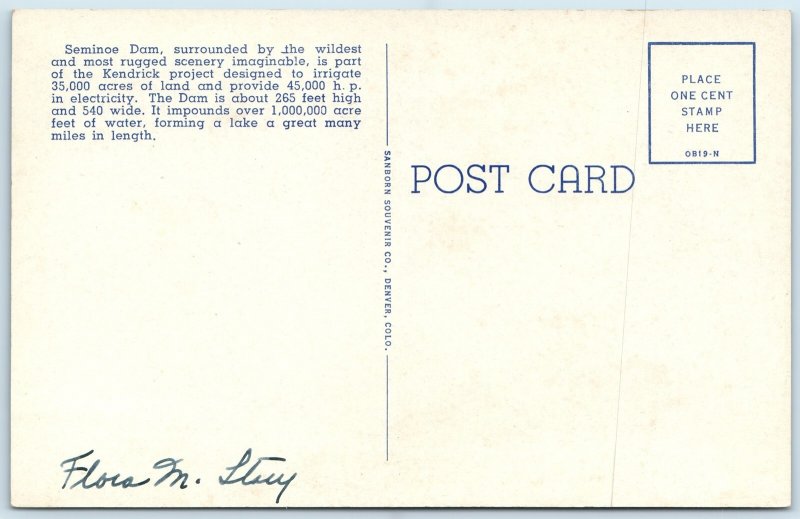 Seminoe Dam, surrounded by the wildest
and most rugged scenery imaginable, is part
of the Kendrick project designed to irrigate
35,000 acres of land and provide 45,000 h. p.
in electricity. The Dam is about 265 feet high
and 540 wide. It impounds over 1,000,000 acre
feet of water, forming a lake a great many
miles in length.
SANBORN SOUVENIR CO., DENVER, COLO.
POST CARD
PLACE
ONE CENT
STAMP
HERE
OB19-N
Flora M. Story